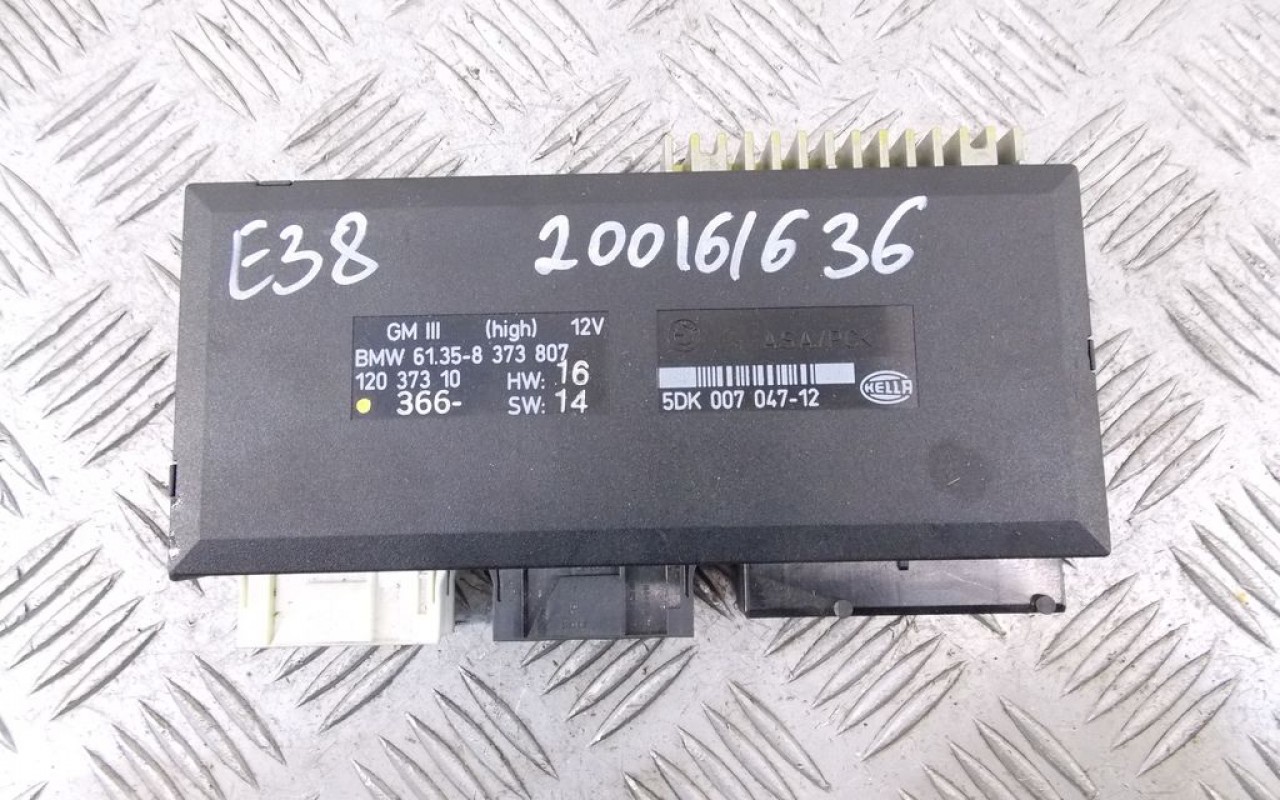 E38 200161636
GM III (high) 12V
BMW 61.35-8 373 807
120 373 10 HW: 16
366- SW: 14
5DK 007 047-12
HELLA